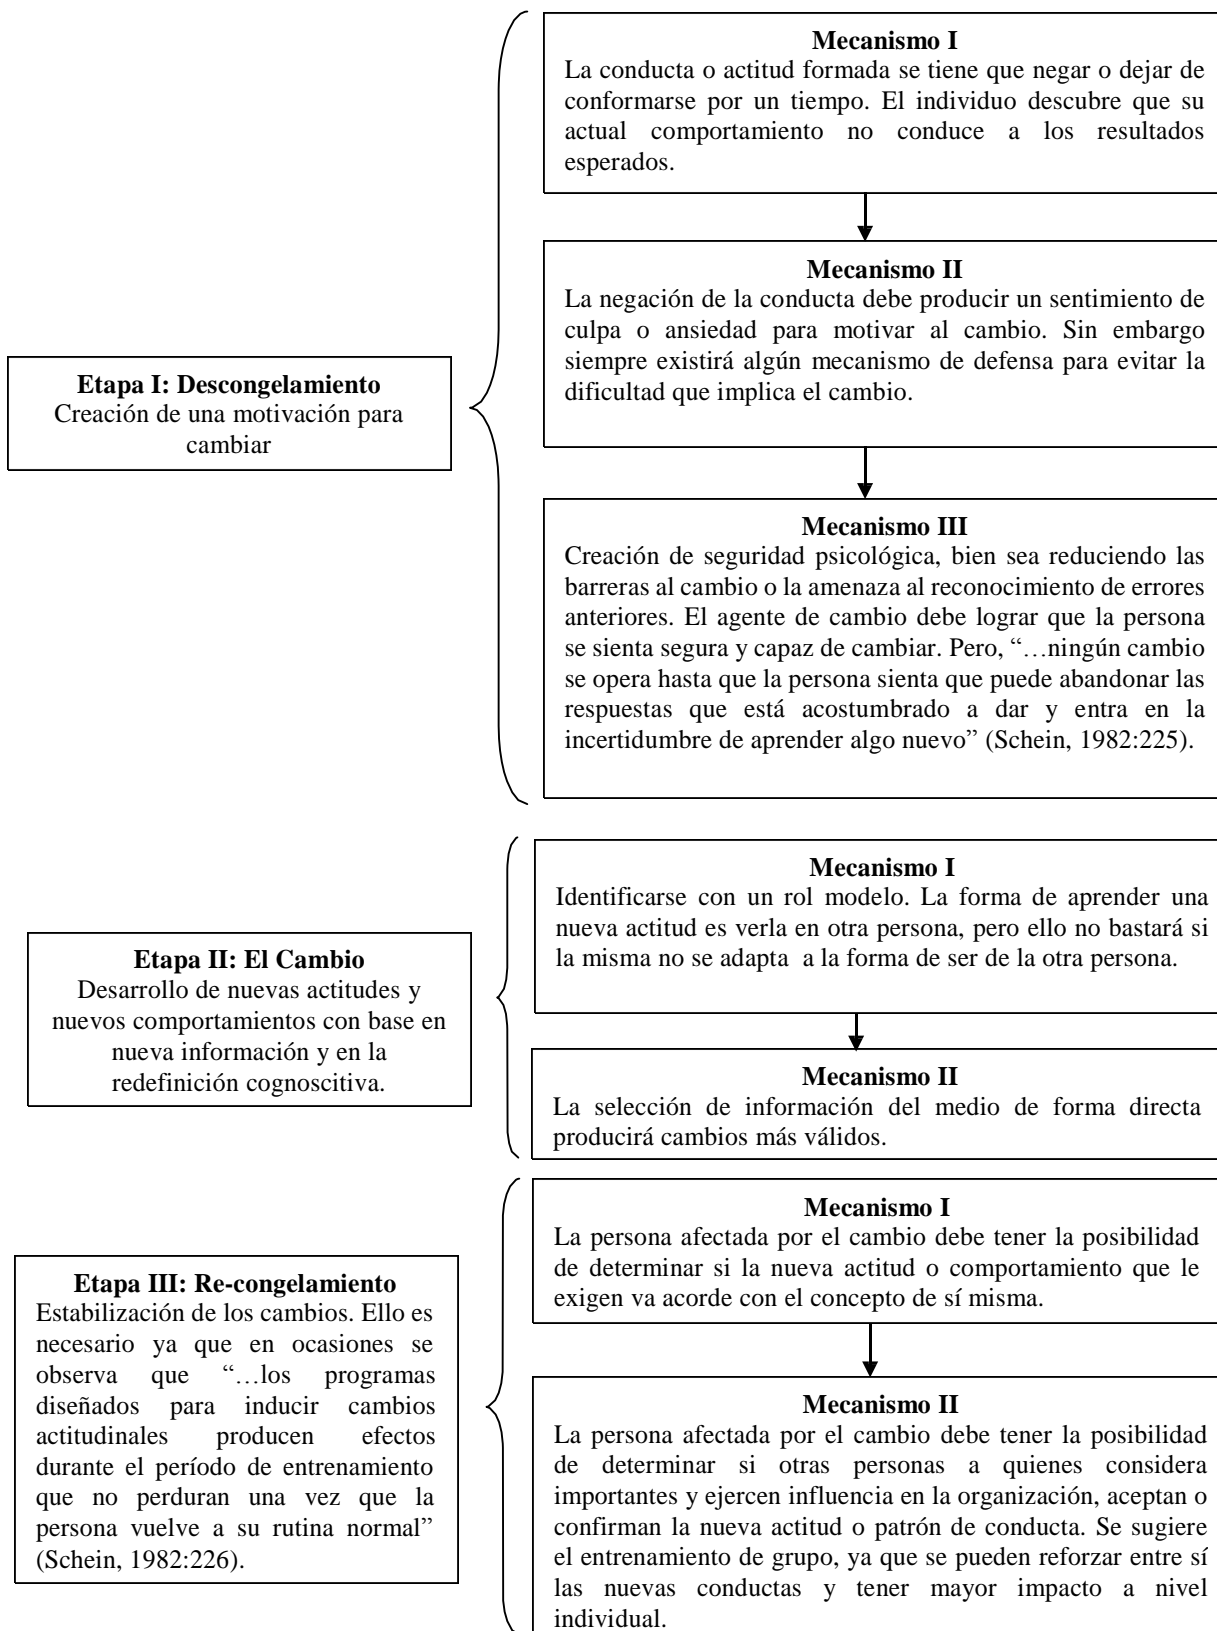 Etapa I: Descongelamiento
Creación de una motivación para
cambiar
Mecanismo I
La conducta o actitud formada se tiene que negar o dejar de
conformarse por un tiempo. El individuo descubre que su
actual comportamiento no conduce a los resultados
esperados.
Mecanismo II
La negación de la conducta debe producir un sentimiento de
culpa o ansiedad para motivar al cambio. Sin embargo
siempre existirá algún mecanismo de defensa para evitar la
dificultad que implica el cambio.
Mecanismo III
Creación de seguridad psicológica, bien sea reduciendo las
barreras al cambio o la amenaza al reconocimiento de errores
anteriores. El agente de cambio debe lograr que la persona
se sienta segura y capaz de cambiar. Pero, “…ningún cambio
se opera hasta que la persona sienta que puede abandonar las
respuestas que está acostumbrado a dar y entra en la
incertidumbre de aprender algo nuevo” (Schein, 1982:225).
Etapa II: El Cambio
Desarrollo de nuevas actitudes y
nuevos comportamientos con base en
nueva información y en la
redefinición cognoscitiva.
Mecanismo I
Identificarse con un rol modelo. La forma de aprender una
nueva actitud es verla en otra persona, pero ello no bastará si
la misma no se adapta a la forma de ser de la otra persona.
Mecanismo II
La selección de información del medio de forma directa
producirá cambios más válidos.
Etapa III: Re-congelamiento
Estabilización de los cambios. Ello es
necesario ya que en ocasiones se
observa que “…los programas
diseñados para inducir cambios
actitudinales producen efectos
durante el período de entrenamiento
que no perduran una vez que la
persona vuelve a su rutina normal”
(Schein, 1982:226).
Mecanismo I
La persona afectada por el cambio debe tener la posibilidad
de determinar si la nueva actitud o comportamiento que le
exigen va acorde con el concepto de sí misma.
Mecanismo II
La persona afectada por el cambio debe tener la posibilidad
de determinar si otras personas a quienes considera
importantes y ejercen influencia en la organización, aceptan o
confirman la nueva actitud o patrón de conducta. Se sugiere
el entrenamiento de grupo, ya que se pueden reforzar entre sí
las nuevas conductas y tener mayor impacto a nivel
individual.